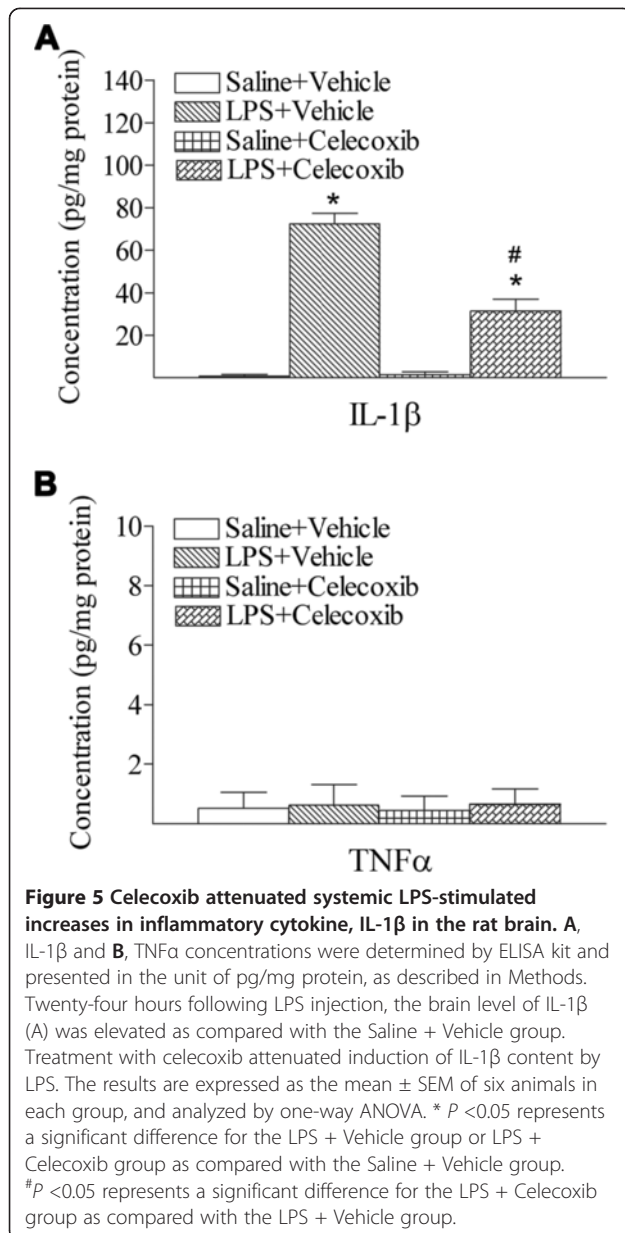 A
Concentration (pg/mg protein)
140
120
100
80
60
40
20
Saline+Vehicle
LPS+Vehicle
Saline+Celecoxib
LPS+Celecoxib
*
#
*
IL-1β
B
Concentration (pg/mg protein)
10
8
6
4
2
Saline+Vehicle
LPS+Vehicle
Saline+Celecoxib
LPS+Celecoxib
TNFα
Figure 5 Celecoxib attenuated systemic LPS-stimulated
increases in inflammatory cytokine, IL-1β in the rat brain. A,
IL-1β and B, TNFα concentrations were determined by ELISA kit and
presented in the unit of pg/mg protein, as described in Methods.
Twenty-four hours following LPS injection, the brain level of IL-1β
(A) was elevated as compared with the Saline + Vehicle group.
Treatment with celecoxib attenuated induction of IL-1β content by
LPS. The results are expressed as the mean ± SEM of six animals in
each group, and analyzed by one-way ANOVA. * P <0.05 represents
a significant difference for the LPS + Vehicle group or LPS +
Celecoxib group as compared with the Saline + Vehicle group.
#P <0.05 represents a significant difference for the LPS + Celecoxib
group as compared with the LPS + Vehicle group.